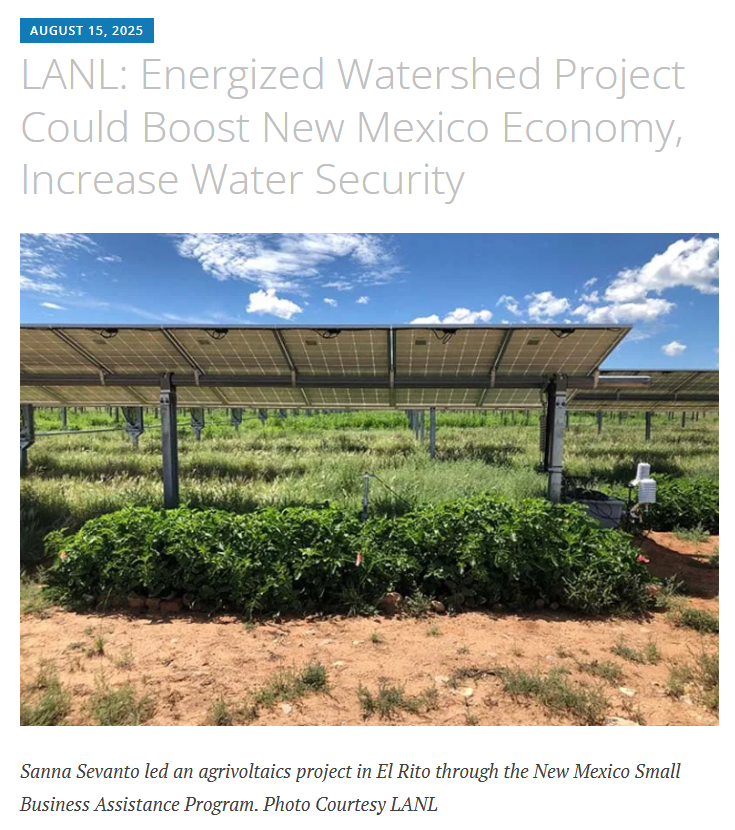 AUGUST 15, 2025
LANL: Energized Watershed Project
Could Boost New Mexico Economy,
Increase Water Security
Sanna Sevanto led an agrivoltaics project in El Rito through the New Mexico Small
Business Assistance Program. Photo Courtesy LANL